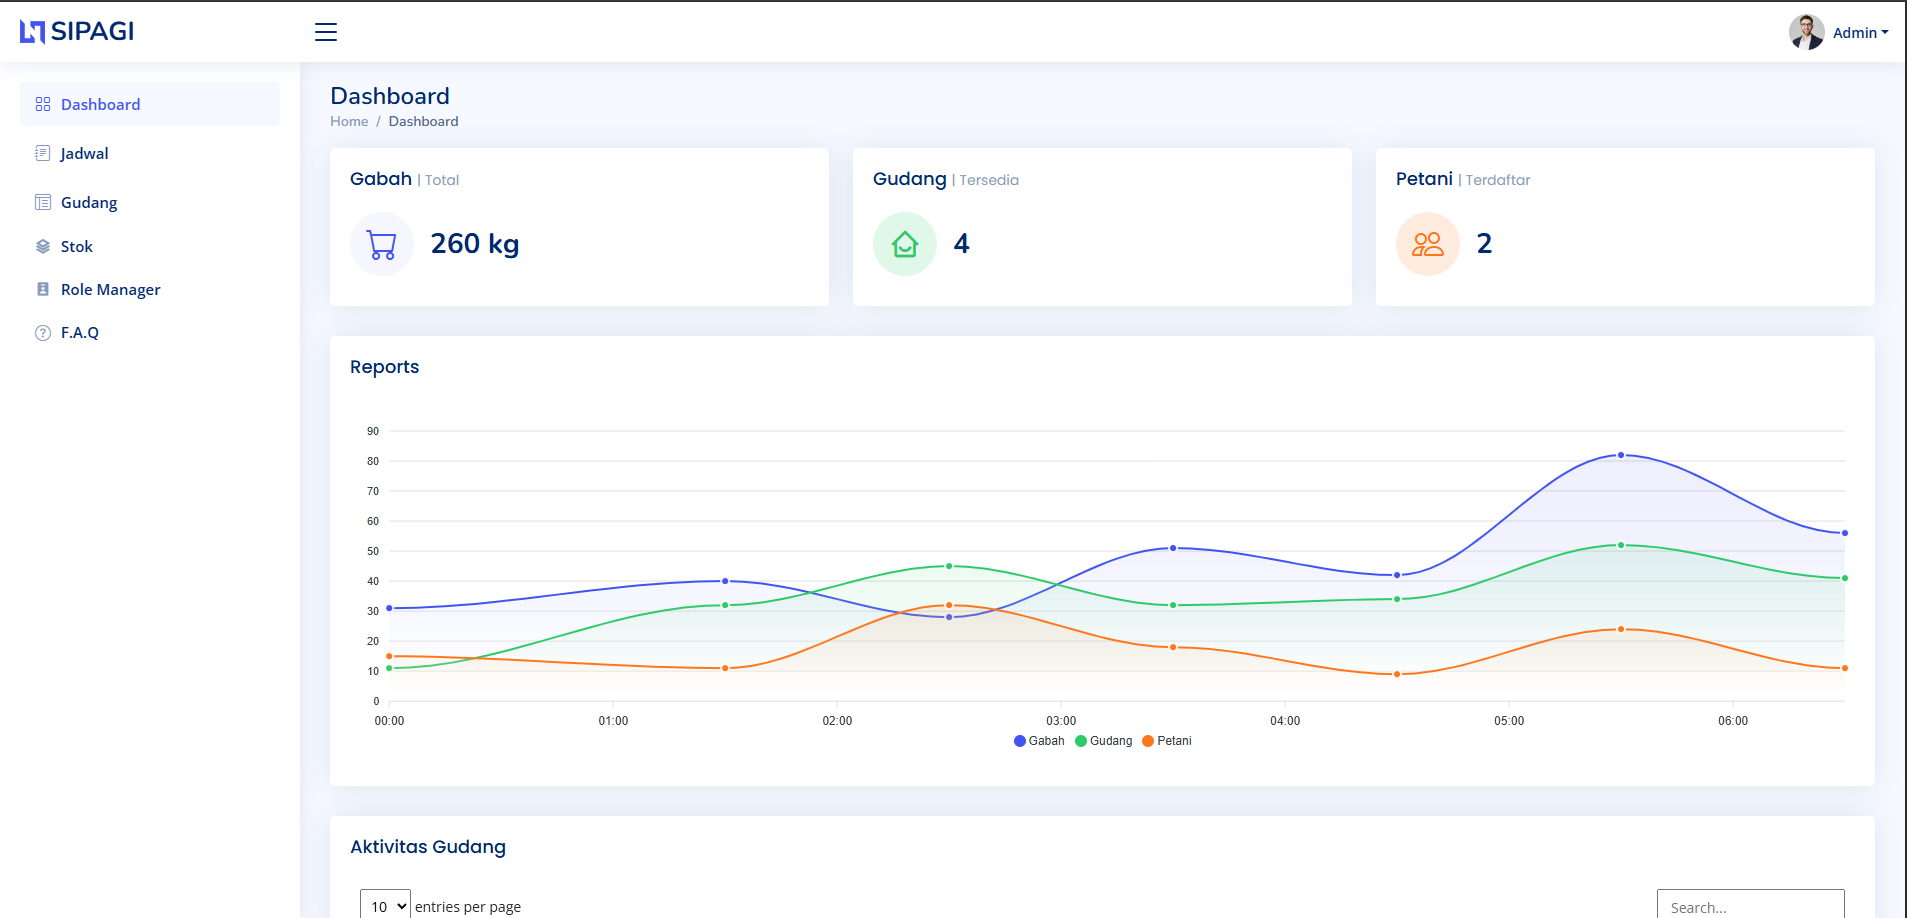 SIPAGI
Admin
Dashboard
Jadwal
Gudang
Stok
Role Manager
F.A.Q
Dashboard
Home / Dashboard
Gabah | Total
260 kg
Gudang | Tersedia
4
Petani | Terdaftar
2
Reports
90
80
70
60
50
40
30
20
10
0
00:00 01:00 02:00 03:00 04:00 05:00 06:00
Gabah Gudang Petani
Aktivitas Gudang
10 entries per page
Search...